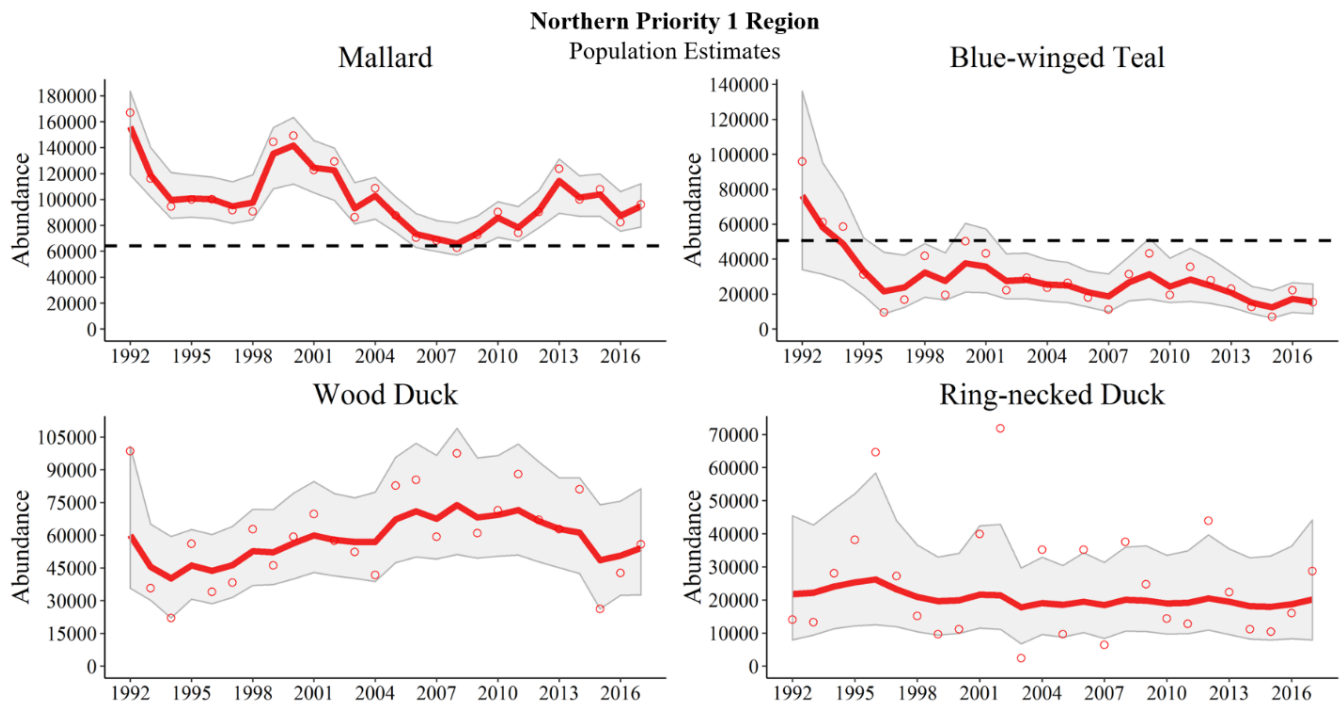 Northern Priority 1 Region
Population Estimates
Mallard
Abundance
180000
160000
140000
120000
100000
80000
60000
40000
20000
0
1992 1995 1998 2001 2004 2007 2010 2013 2016
Blue-winged Teal
Abundance
140000
120000
100000
80000
60000
40000
20000
0
1992 1995 1998 2001 2004 2007 2010 2013 2016
Wood Duck
Abundance
105000
90000
75000
60000
45000
30000
15000
0
1992 1995 1998 2001 2004 2007 2010 2013 2016
Ring-necked Duck
Abundance
70000
60000
50000
40000
30000
20000
10000
0
1992 1995 1998 2001 2004 2007 2010 2013 2016